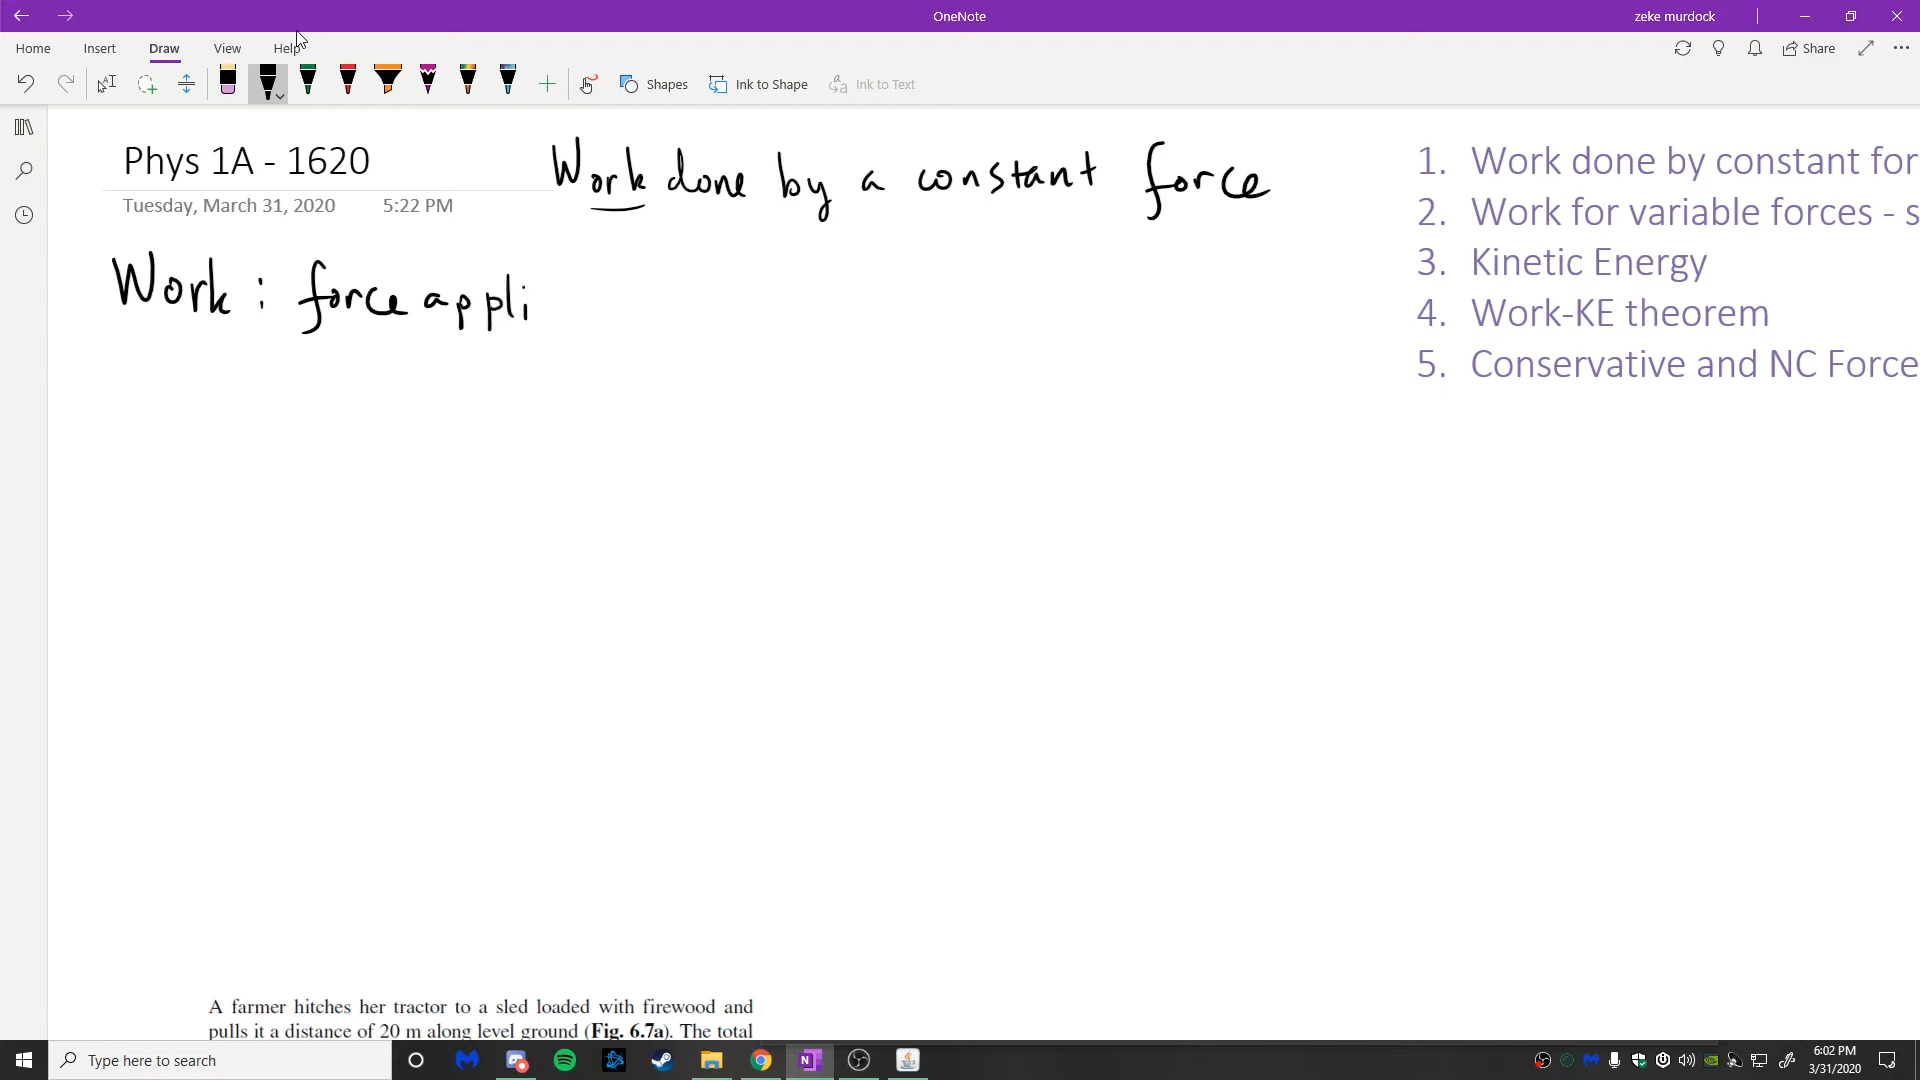 OneNote
zeke murdock
Home Insert Draw View Help
Share
Shapes Ink to Shape Ink to Text
Phys 1A - 1620
Tuesday, March 31, 2020 5:22 PM
Work done by a constant force
Work : force appli
1. Work done by constant for
2. Work for variable forces - s
3. Kinetic Energy
4. Work-KE theorem
5. Conservative and NC Force
A farmer hitches her tractor to a sled loaded with firewood and
pulls it a distance of 20 m along level ground (Fig. 6.7a). The total
Type here to search
6:02 PM
3/31/2020